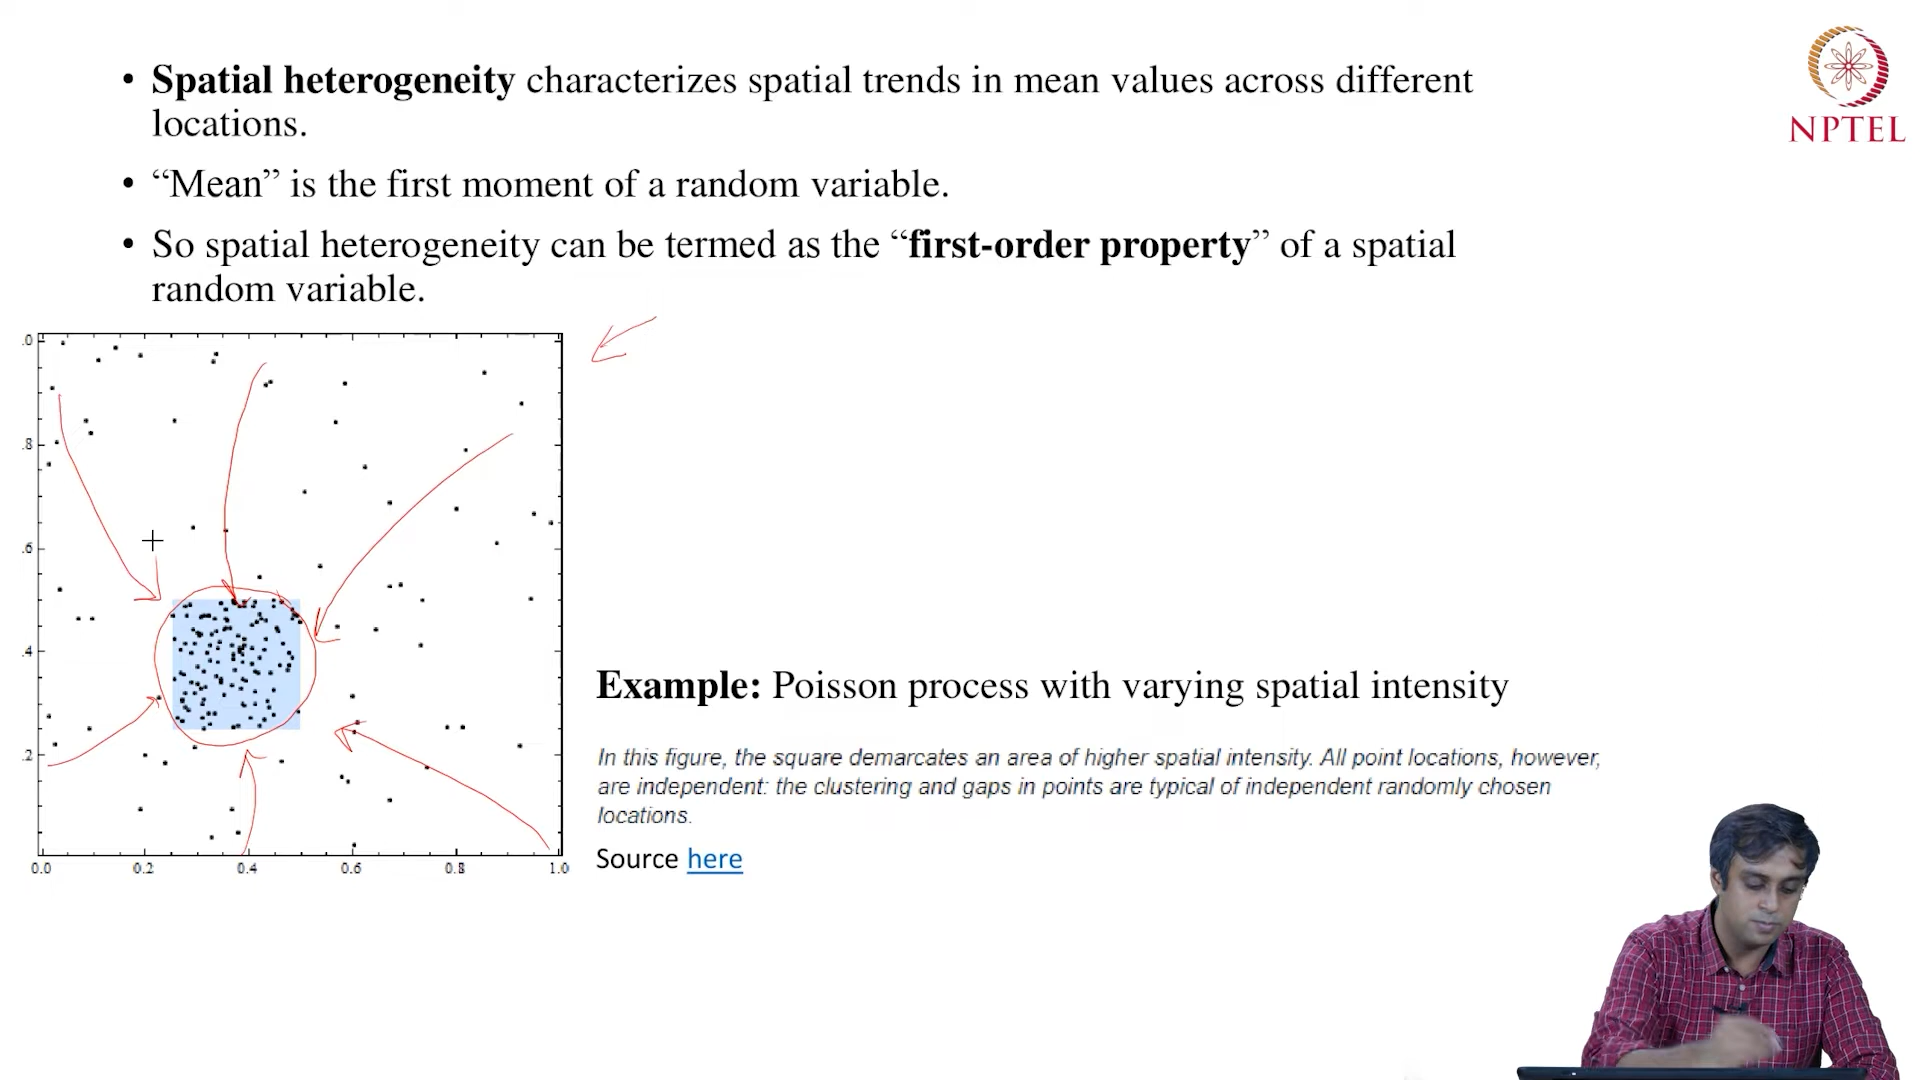 • Spatial heterogeneity characterizes spatial trends in mean values across different
locations.
• “Mean” is the first moment of a random variable.
• So spatial heterogeneity can be termed as the “first-order property” of a spatial
random variable.
NPTEL
.0
.8
.6
.4
.2
0.0 0.2 0.4 0.6 0.8 1.0
Example: Poisson process with varying spatial intensity
In this figure, the square demarcates an area of higher spatial intensity. All point locations, however,
are independent: the clustering and gaps in points are typical of independent randomly chosen
locations.
Source here